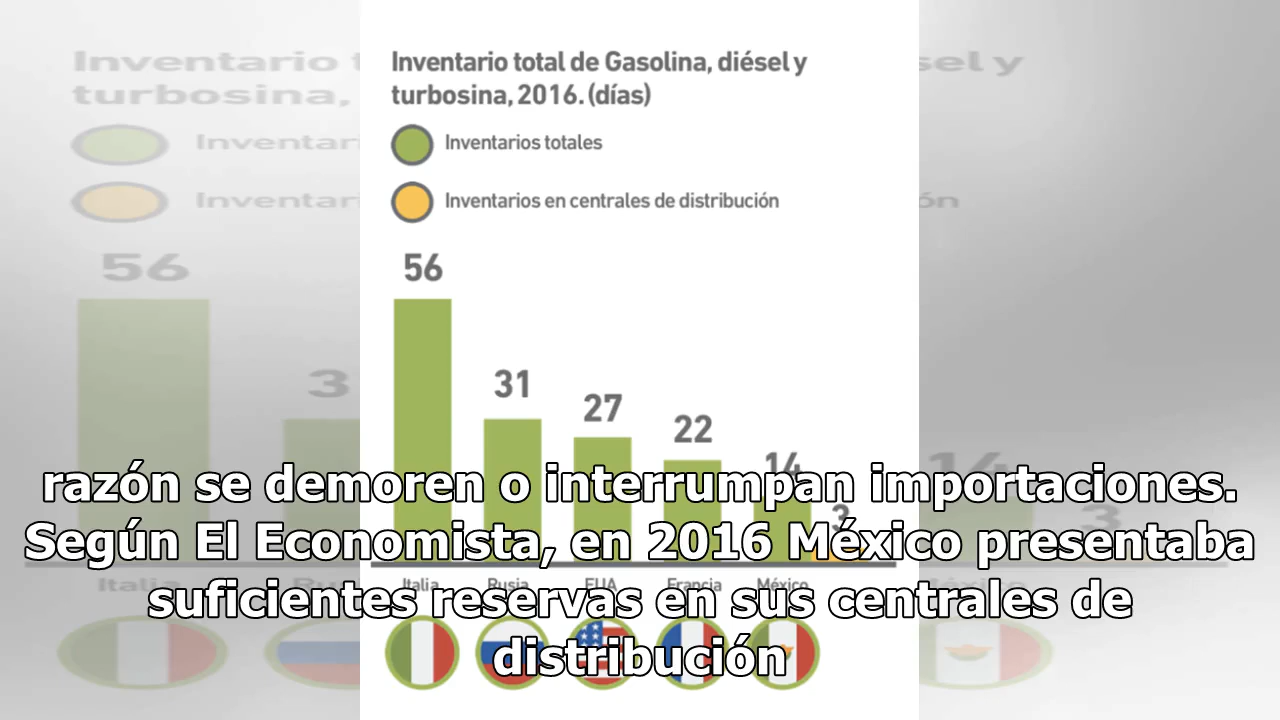 Inventario total de Gasolina, diésel y
turbosina, 2016. (días)
Inventarios totales
Inventarios en centrales de distribución
56
31
27
22
14
3
razón se demoren o interrumpan importaciones.
Según El Economista, en 2016 México presentaba
suficientes reservas en sus centrales de
distribución
Italia
Rusia
EUA
Francia
México